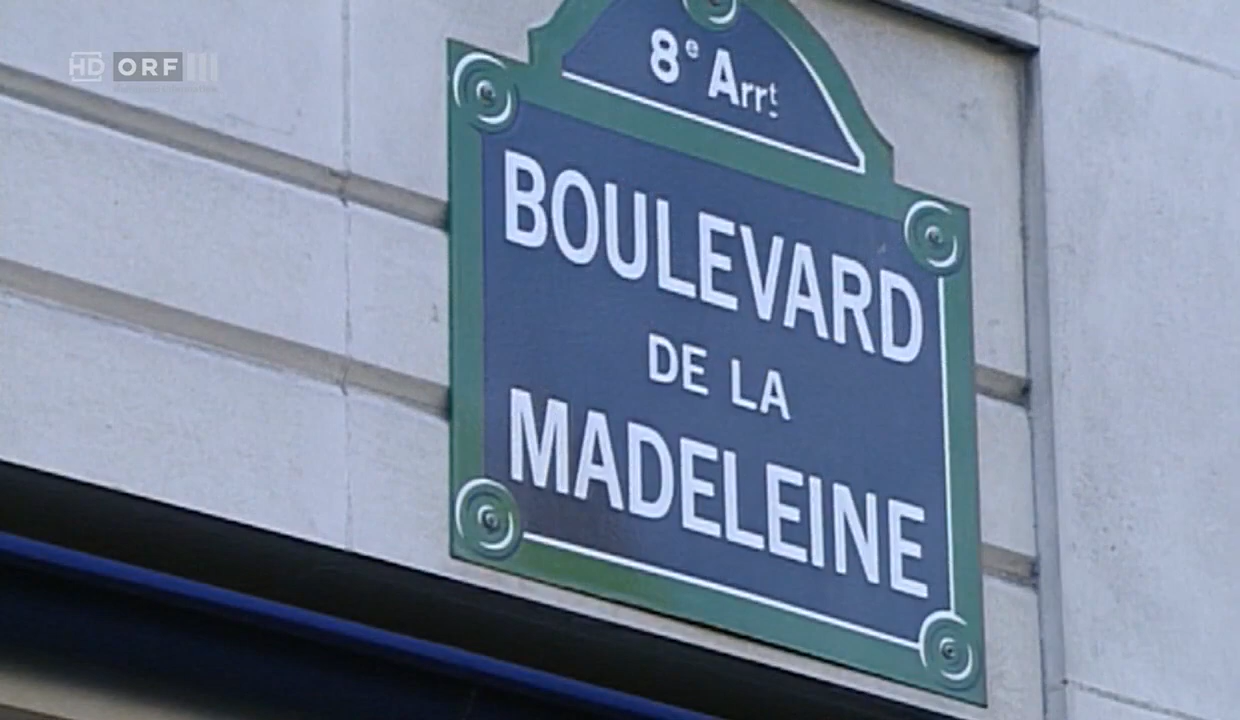 HD ORF III
8e Arrt.
BOULEVARD
DE LA
MADELEINE